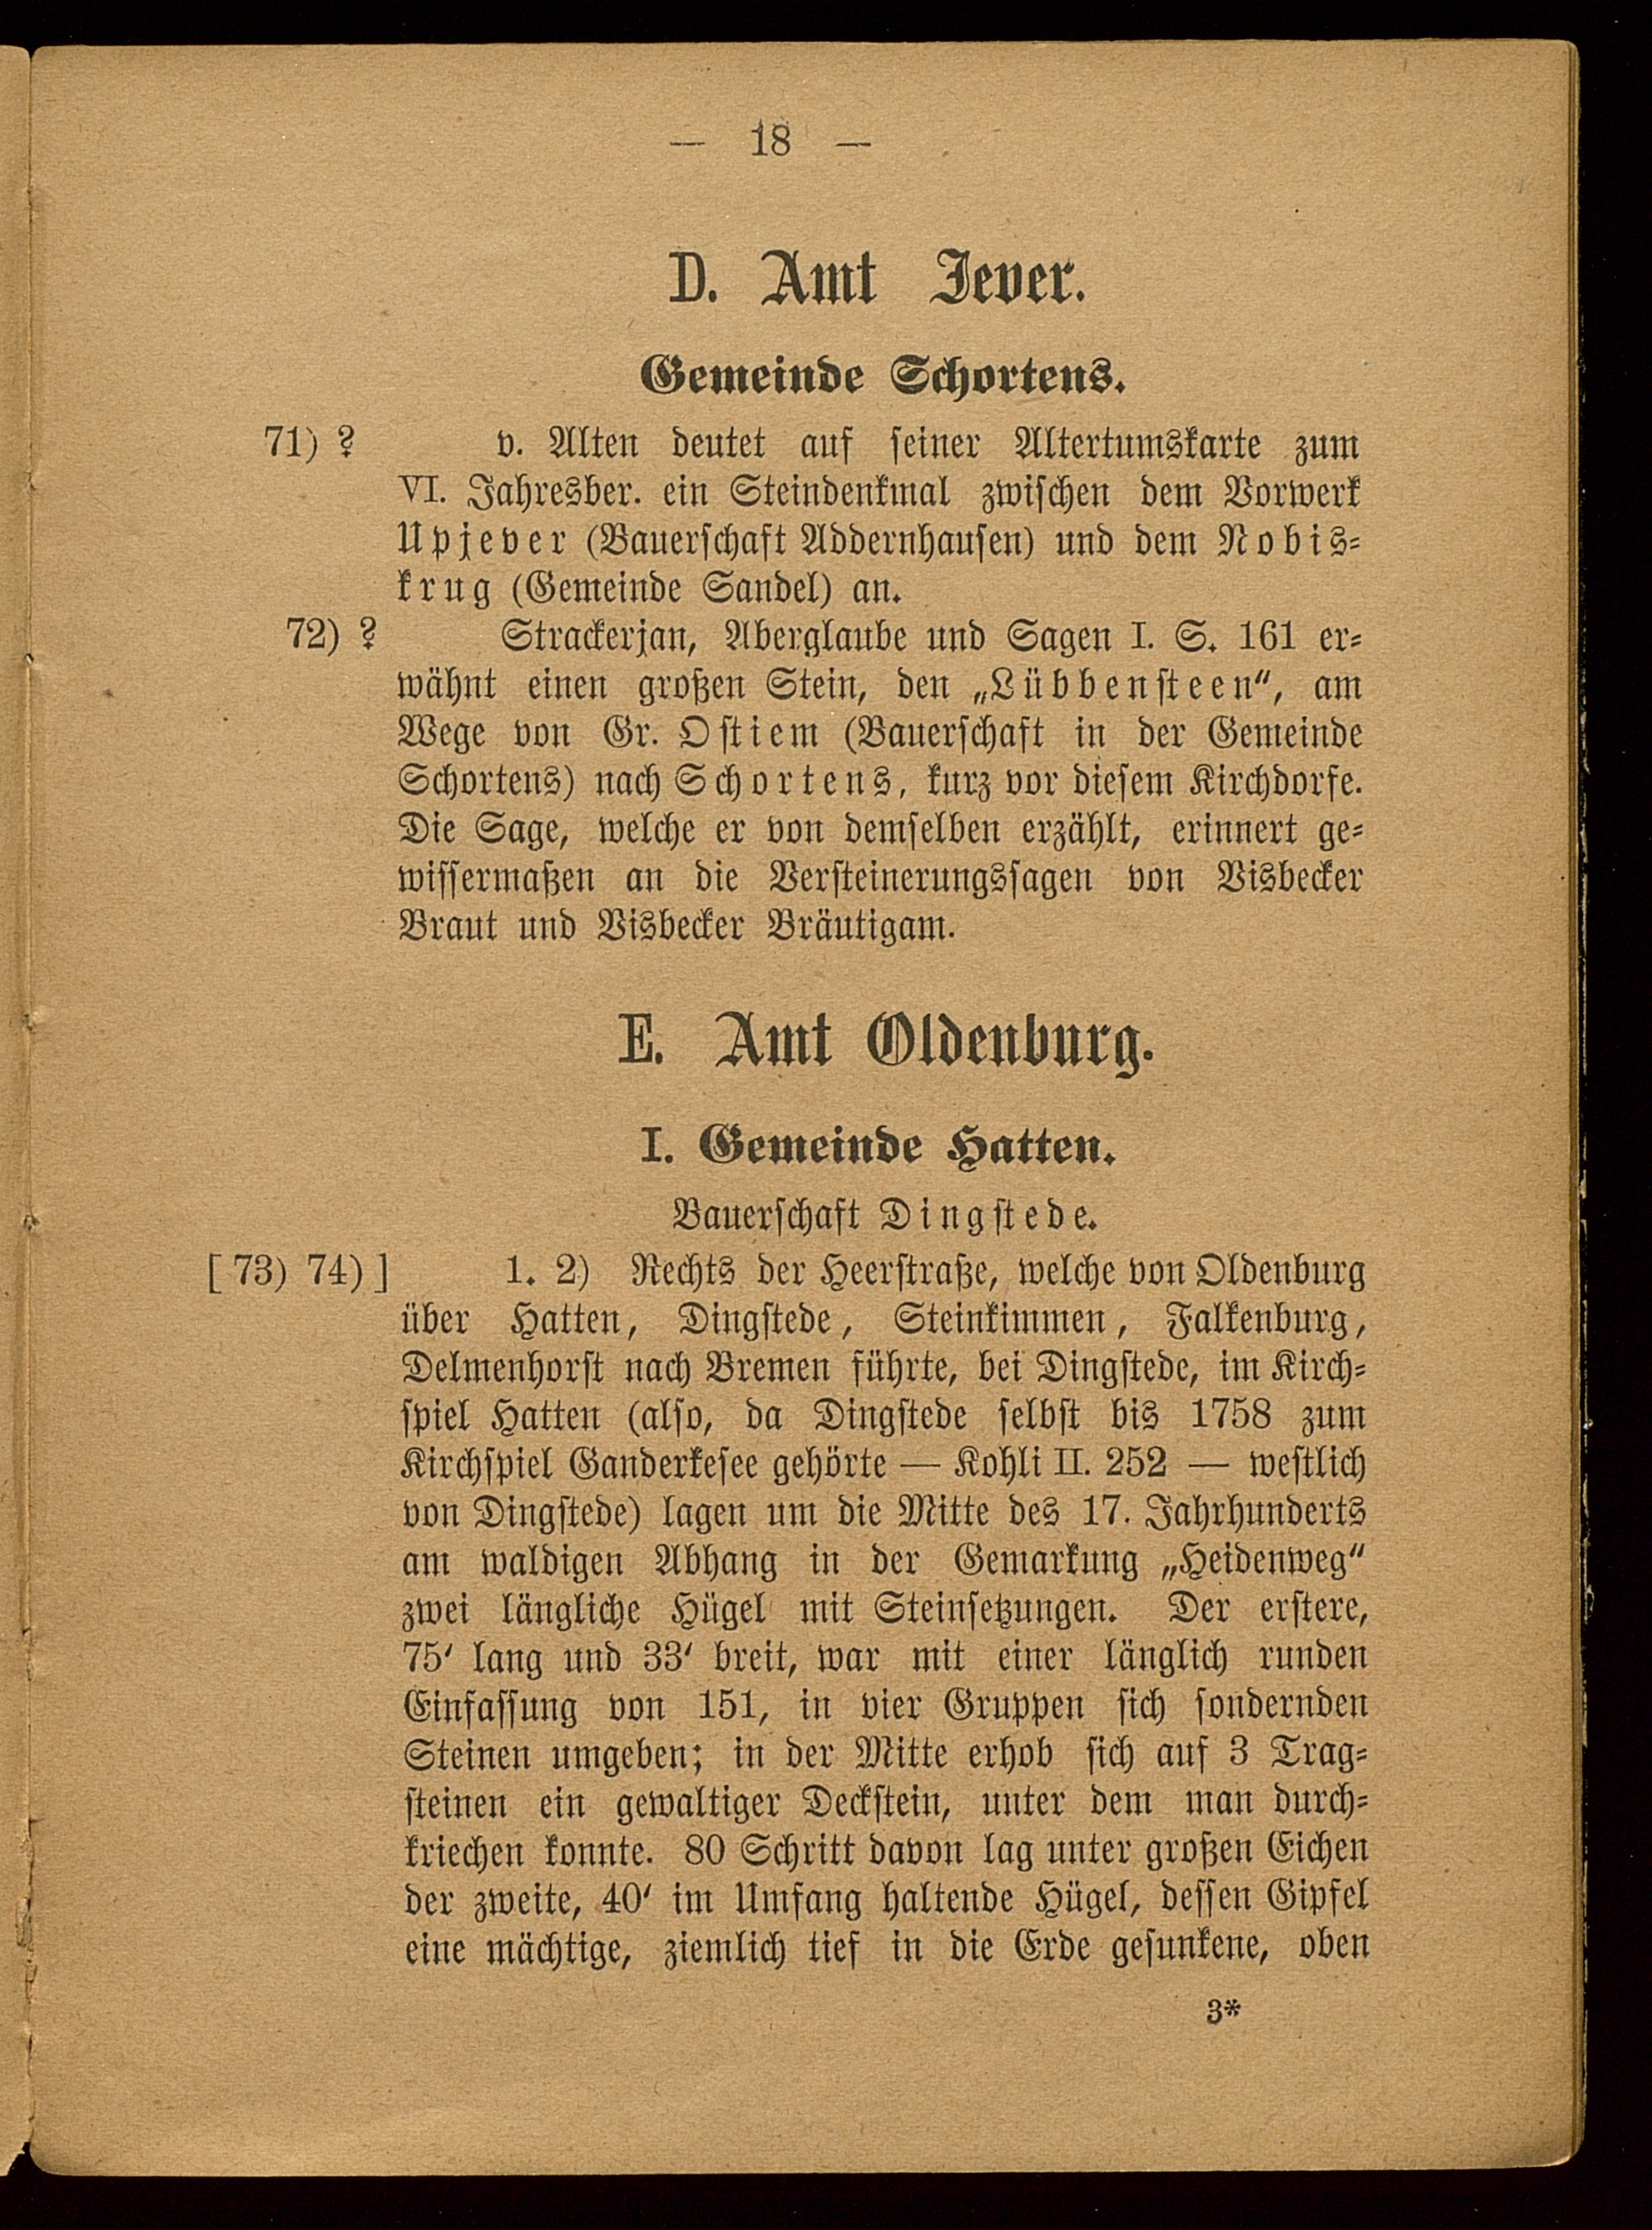 — 18 —
D. Amt Jever.
Gemeinde Schortens.
71) ? v. Alten deutet auf seiner Altertumskarte zum
VI. Jahresber. ein Steindenkmal zwischen dem Vorwerk
Upjever (Bauerschaft Addernhausen) und dem Nobis-
krug (Gemeinde Sandel) an.
72) ? Strackerjan, Aberglaube und Sagen I. S. 161 er-
wähnt einen großen Stein, den „Lübbensteen“, am
Wege von Gr. Ostiem (Bauerschaft in der Gemeinde
Schortens) nach Schortens, kurz vor diesem Kirchdorfe.
Die Sage, welche er von demselben erzählt, erinnert ge-
wissermaßen an die Versteinerungssagen von Visbecker
Braut und Visbecker Bräutigam.
E. Amt Oldenburg.
I. Gemeinde Hatten.
Bauerschaft Dingstede.
[ 73) 74) ] 1. 2) Rechts der Heerstraße, welche von Oldenburg
über Hatten, Dingstede, Steinkimmen, Falkenburg,
Delmenhorst nach Bremen führte, bei Dingstede, im Kirch-
spiel Hatten (also, da Dingstede selbst bis 1758 zum
Kirchspiel Ganderkesee gehörte — Kohli II. 252 — westlich
von Dingstede) lagen um die Mitte des 17. Jahrhunderts
am waldigen Abhang in der Gemarkung „Heidenweg“
zwei längliche Hügel mit Steinsetzungen. Der erstere,
75′ lang und 33′ breit, war mit einer länglich runden
Einfassung von 151, in vier Gruppen sich sondernden
Steinen umgeben; in der Mitte erhob sich auf 3 Trag-
steinen ein gewaltiger Deckstein, unter dem man durch-
kriechen konnte. 80 Schritt davon lag unter großen Eichen
der zweite, 40′ im Umfang haltende Hügel, dessen Gipfel
eine mächtige, ziemlich tief in die Erde gesunkene, oben
3*